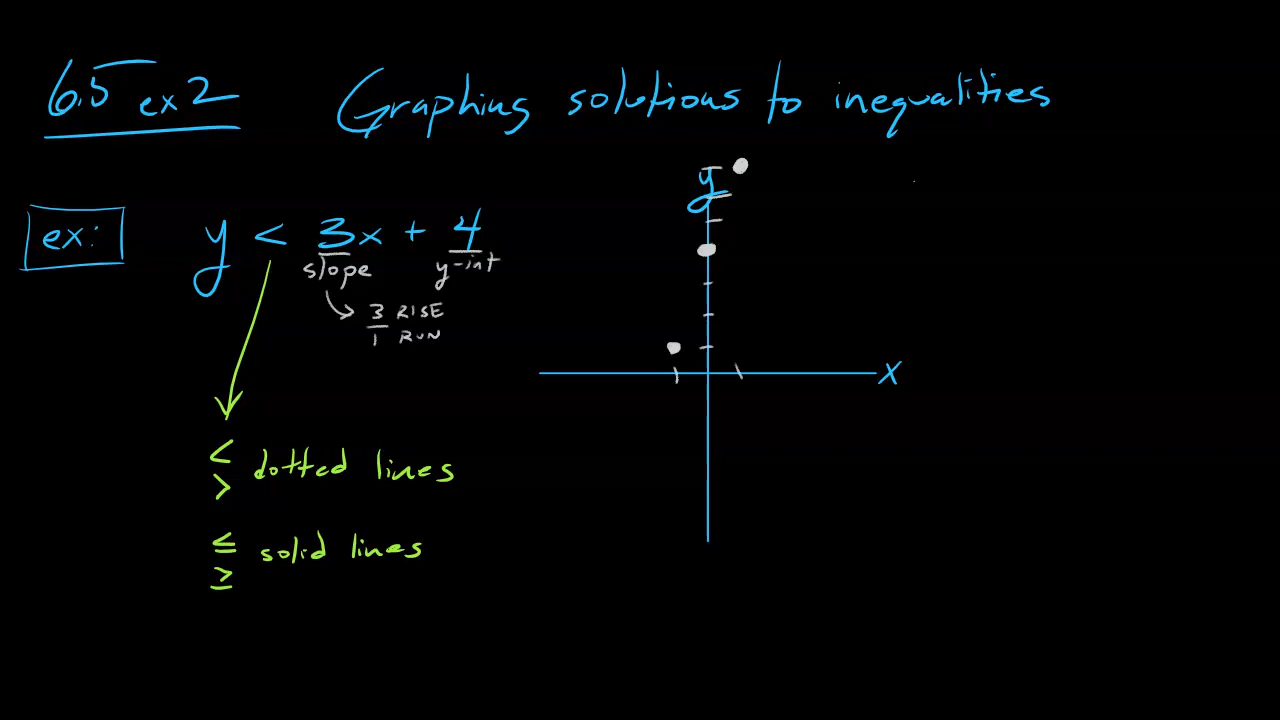 6.5 ex 2 Graphing solutions to inequalities
ex: y < 3x + 4
slope y-int
3 RISE
1 RUN
y
x
<
> dotted lines
≤
≥ solid lines